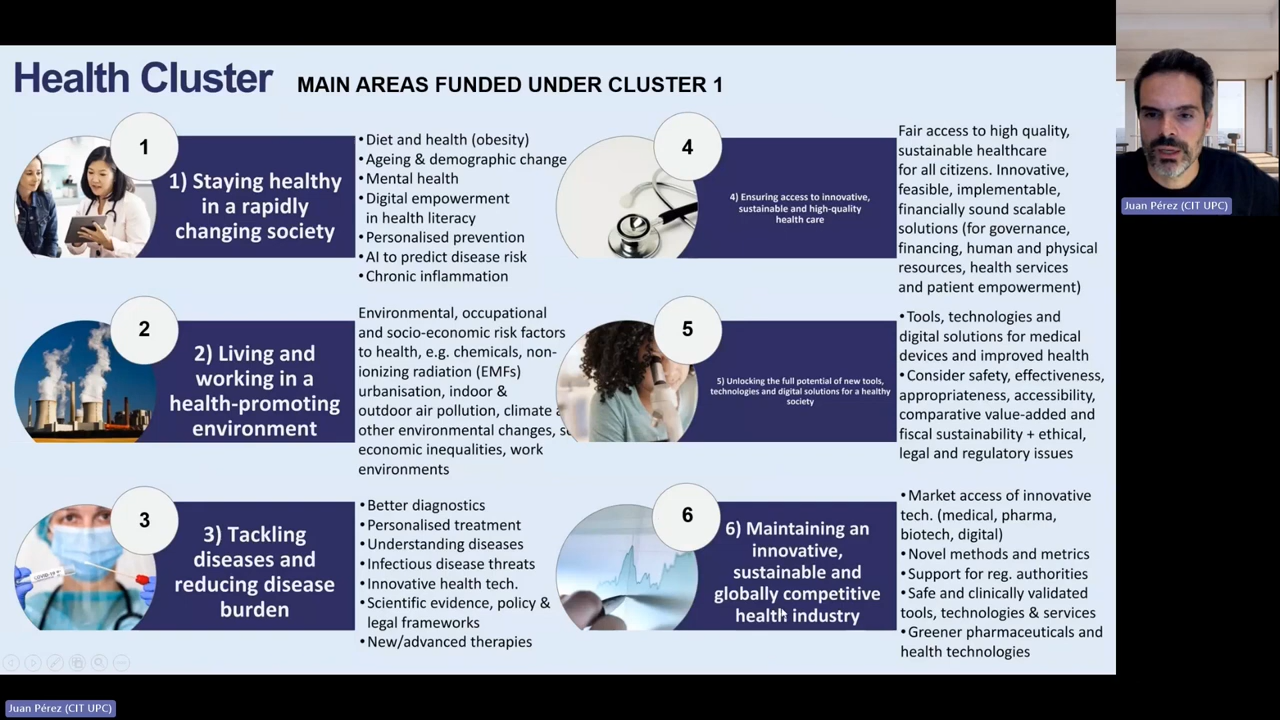 Health Cluster MAIN AREAS FUNDED UNDER CLUSTER 1
1
1) Staying healthy
in a rapidly
changing society
•Diet and health (obesity)
•Ageing & demographic change
•Mental health
•Digital empowerment
in health literacy
•Personalised prevention
•AI to predict disease risk
•Chronic inflammation
2
2) Living and
working in a
health-promoting
environment
Environmental, occupational
and socio-economic risk factors
to health, e.g. chemicals, non-
ionizing radiation (EMFs)
urbanisation, indoor &
outdoor air pollution, climate
other environmental changes,
economic inequalities, work
environments
3
COVID-19
3) Tackling
diseases and
reducing disease
burden
•Better diagnostics
•Personalised treatment
•Understanding diseases
•Infectious disease threats
•Innovative health tech.
•Scientific evidence, policy &
legal frameworks
•New/advanced therapies
4
4) Ensuring access to innovative,
sustainable and high-quality
health care
Fair access to high quality,
sustainable healthcare
for all citizens. Innovative,
feasible, implementable,
financially sound scalable
solutions (for governance,
financing, human and physical
resources, health services
and patient empowerment)
5
5) Unlocking the full potential of new tools,
technologies and digital solutions for a healthy
society
•Tools, technologies and
digital solutions for medical
devices and improved health
•Consider safety, effectiveness,
appropriateness, accessibility,
comparative value-added and
fiscal sustainability + ethical,
legal and regulatory issues
6
6) Maintaining an
innovative,
sustainable and
globally competitive
health industry
•Market access of innovative
tech. (medical, pharma,
biotech, digital)
•Novel methods and metrics
•Support for reg. authorities
•Safe and clinically validated
tools, technologies & services
•Greener pharmaceuticals and
health technologies
Juan Pérez (CIT UPC)
Juan Pérez (CIT UPC)